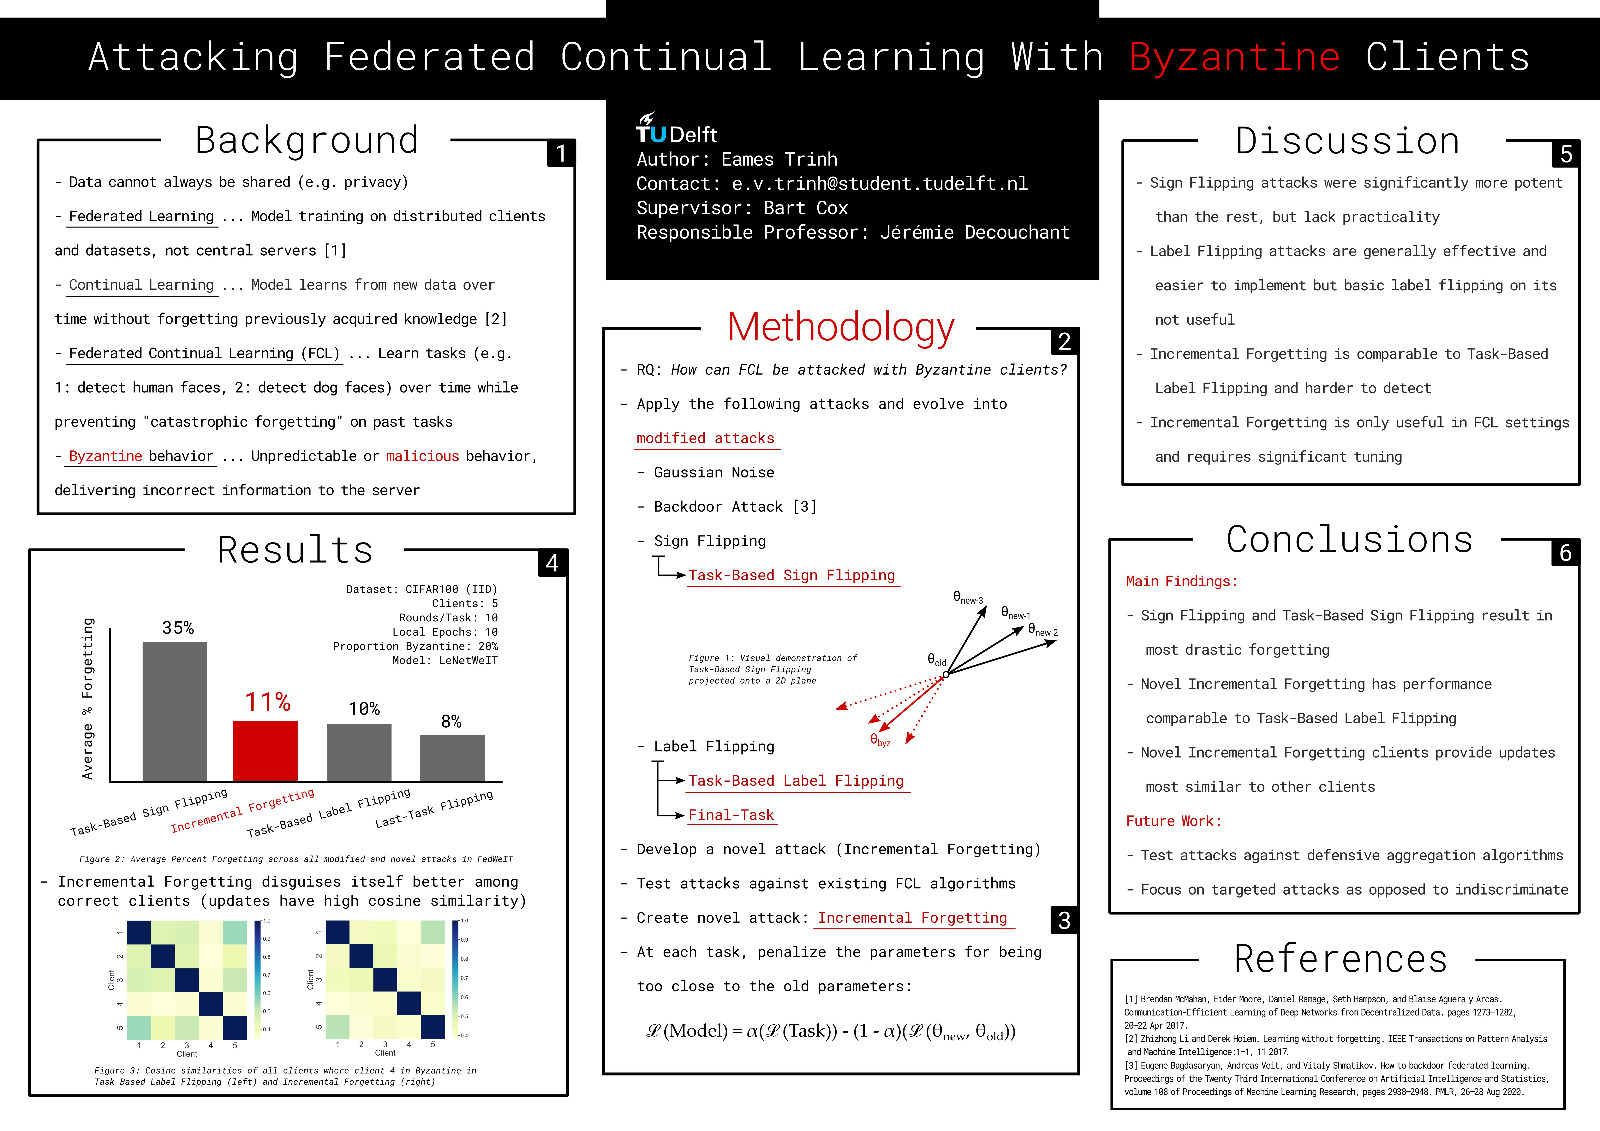 Attacking Federated Continual Learning With Byzantine Clients
TU Delft
Author: Eames Trinh
Contact: e.v.trinh@student.tudelft.nl
Supervisor: Bart Cox
Responsible Professor: Jérémie Decouchant
Background
1
- Data cannot always be shared (e.g. privacy)
- Federated Learning ... Model training on distributed clients
and datasets, not central servers [1]
- Continual Learning ... Model learns from new data over
time without forgetting previously acquired knowledge [2]
- Federated Continual Learning (FCL) ... Learn tasks (e.g.
1: detect human faces, 2: detect dog faces) over time while
preventing "catastrophic forgetting" on past tasks
- Byzantine behavior ... Unpredictable or malicious behavior,
delivering incorrect information to the server
Methodology
2
- RQ: How can FCL be attacked with Byzantine clients?
- Apply the following attacks and evolve into
modified attacks
- Gaussian Noise
- Backdoor Attack [3]
- Sign Flipping
Task-Based Sign Flipping
θnew-3
θnew-1
θnew 2
θold
θbyz
Figure 1: Visual demonstration of
Task-Based Sign Flipping
projected onto a 2D plane
- Label Flipping
Task-Based Label Flipping
Final-Task
- Develop a novel attack (Incremental Forgetting)
- Test attacks against existing FCL algorithms
3
- Create novel attack: Incremental Forgetting
- At each task, penalize the parameters for being
too close to the old parameters:
ℒ(Model) = α(ℒ(Task)) - (1 - α)(ℒ(θnew, θold))
Results
4
Dataset: CIFAR100 (IID)
Clients: 5
Rounds/Task: 10
Local Epochs: 10
Proportion Byzantine: 20%
Model: LeNetWeIT
Average % Forgetting
35%
11%
10%
8%
Task-Based Sign Flipping
Incremental Forgetting
Task-Based Label Flipping
Last-Task Flipping
Figure 2: Average Percent Forgetting across all modified and novel attacks in FedWeIT
- Incremental Forgetting disguises itself better among
correct clients (updates have high cosine similarity)
Client
1 2 3 4 5
1 2 3 4 5
Client
Client
1 2 3 4 5
1 2 3 4 5
Client
Figure 3: Cosine similarities of all clients where client 4 in Byzantine in
Task Based Label Flipping (left) and Incremental Forgetting (right)
Discussion
5
- Sign Flipping attacks were significantly more potent
than the rest, but lack practicality
- Label Flipping attacks are generally effective and
easier to implement but basic label flipping on its
not useful
- Incremental Forgetting is comparable to Task-Based
Label Flipping and harder to detect
- Incremental Forgetting is only useful in FCL settings
and requires significant tuning
Conclusions
6
Main Findings:
- Sign Flipping and Task-Based Sign Flipping result in
most drastic forgetting
- Novel Incremental Forgetting has performance
comparable to Task-Based Label Flipping
- Novel Incremental Forgetting clients provide updates
most similar to other clients
Future Work:
- Test attacks against defensive aggregation algorithms
- Focus on targeted attacks as opposed to indiscriminate
References
[1] Brendan McMahan, Eider Moore, Daniel Ramage, Seth Hampson, and Blaise Aguera y Arcas.
Communication-Efficient Learning of Deep Networks from Decentralized Data. pages 1273–1282,
20–22 Apr 2017.
[2] Zhizhong Li and Derek Hoiem. Learning without forgetting. IEEE Transactions on Pattern Analysis
and Machine Intelligence:1–1, 11 2017.
[3] Eugene Bagdasaryan, Andreas Veit, and Vitaly Shmatikov. How to backdoor federated learning.
Proceedings of the Twenty Third International Conference on Artificial Intelligence and Statistics,
volume 108 of Proceedings of Machine Learning Research, pages 2938–2948. PMLR, 26–28 Aug 2020.